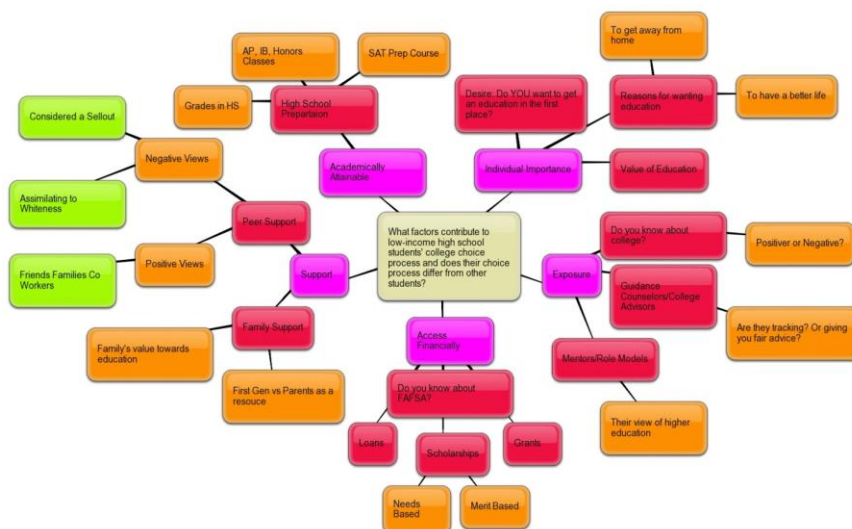 What factors contribute to
low-income high school
students' college choice
process and does their choice
process differ from other
students?
Academically
Attainable
High School
Prepartaion
AP, IB, Honors
Classes
SAT Prep Course
Grades in HS
Individual Importance
Desire: Do YOU want to get
an education in the first
place?
Reasons for wanting
education
To get away from
home
To have a better life
Value of Education
Exposure
Do you know about
college?
Positiver or Negative?
Guidance
Counselors/College
Advisors
Are they tracking? Or giving
you fair advice?
Mentors/Role Models
Their view of higher
education
Access
Financially
Do you know about
FAFSA?
Loans
Scholarships
Grants
Needs
Based
Merit Based
Support
Peer Support
Negative Views
Considered a Sellout
Assimilating to
Whiteness
Positive Views
Friends Families Co
Workers
Family Support
Family's value towards
education
First Gen vs Parents as a
resouce